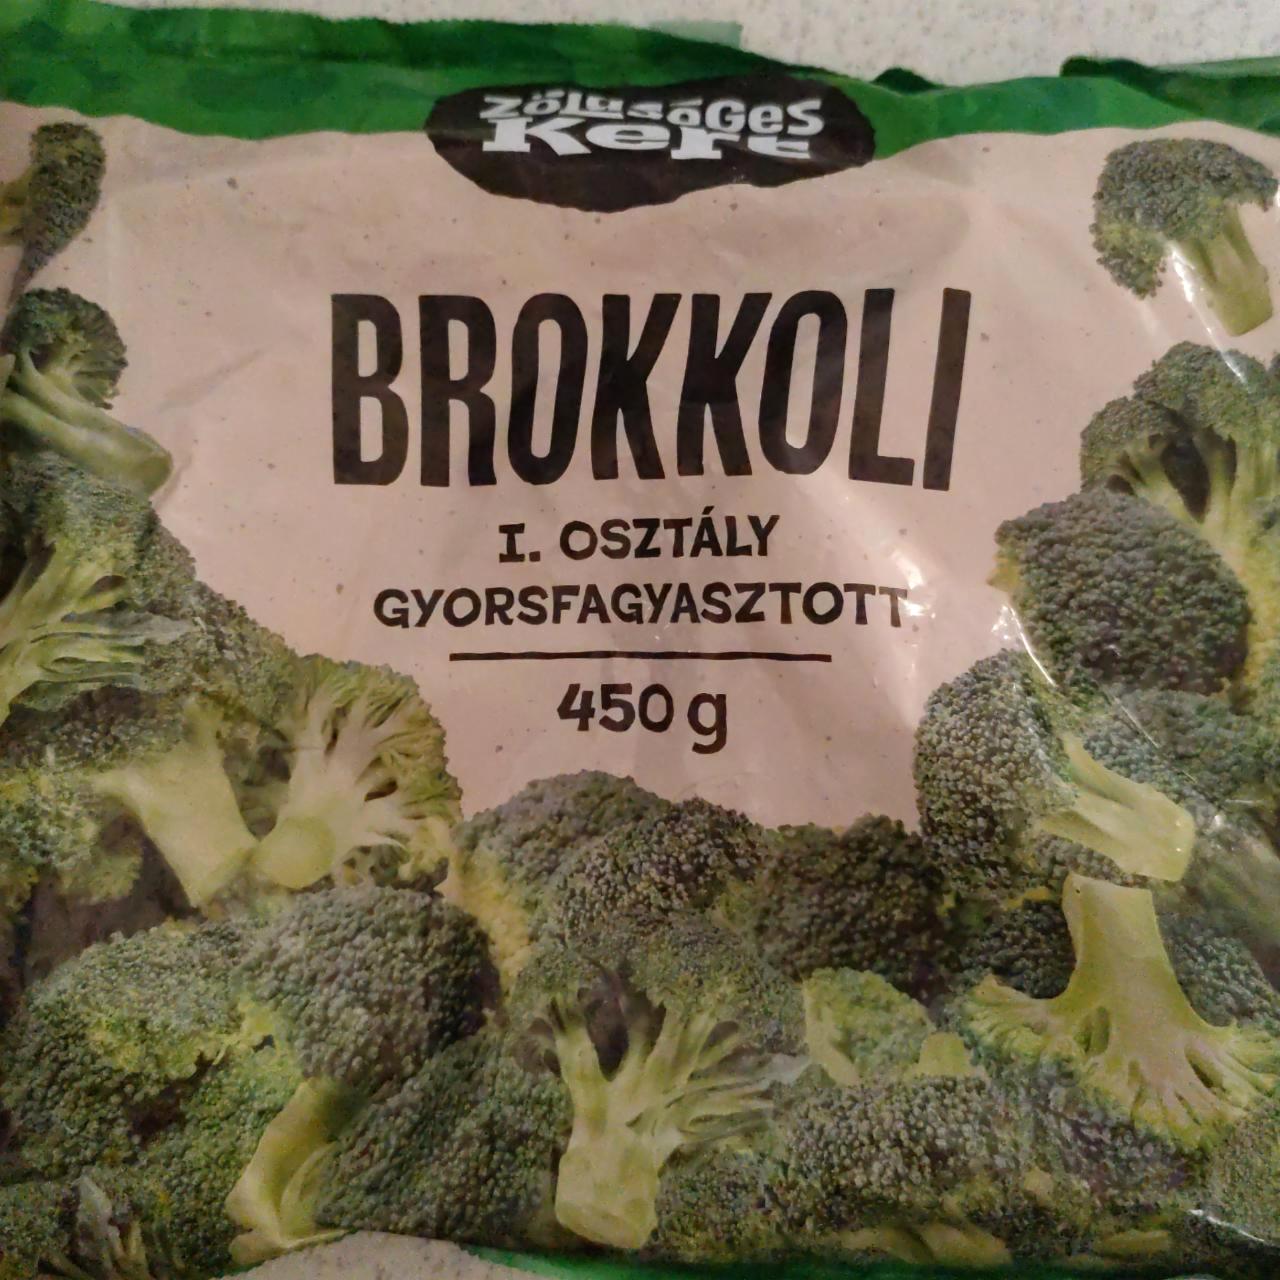 Zöldséges
Kert
BROKKOLI
I. OSZTÁLY
GYORSFAGYASZTOTT
450 g